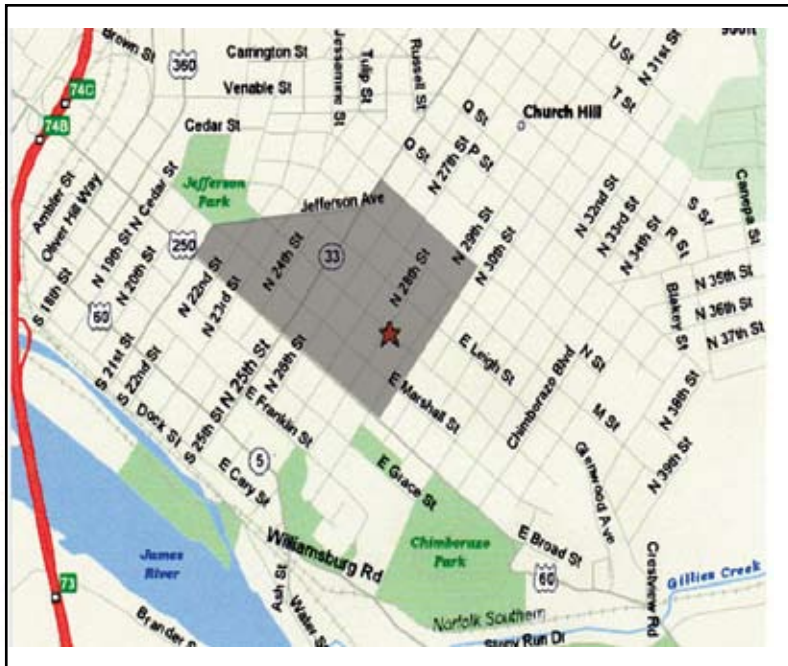 900ft
Brown St
360
Carrington St
Jessamine St
Tulip St
Russell St
U St
N 31st St
T St
74C
Venable St
Cedar St
Q St
Church Hill
74B
Q St
P St
N 27th St
Ambler St
Oliver Hill Way
N Cedar St
Jefferson Park
Jefferson Ave
N 32nd St
N 33rd St
N 34th St
S St
R St
Canepa St
N 19th St
N 20th St
250
N 24th St
33
N 28th St
N 29th St
N 30th St
S 18th St
60
N 22nd St
N 23rd St
N 35th St
N 36th St
N 37th St
Blakey St
S 21st St
S 22nd St
N 25th St
N 26th St
E Leigh St
Chimborazo Blvd
N St
Dock St
S 25th St
E Franklin St
E Marshall St
M St
N 38th St
5
E Cary St
E Grace St
Glenwood Ave
N 39th St
James River
Williamsburg Rd
Chimborazo Park
E Broad St
60
Crestview Rd
Gillies Creek
73
Ash St
Water St
Norfolk Southern
Brander S
Stony Run Dr